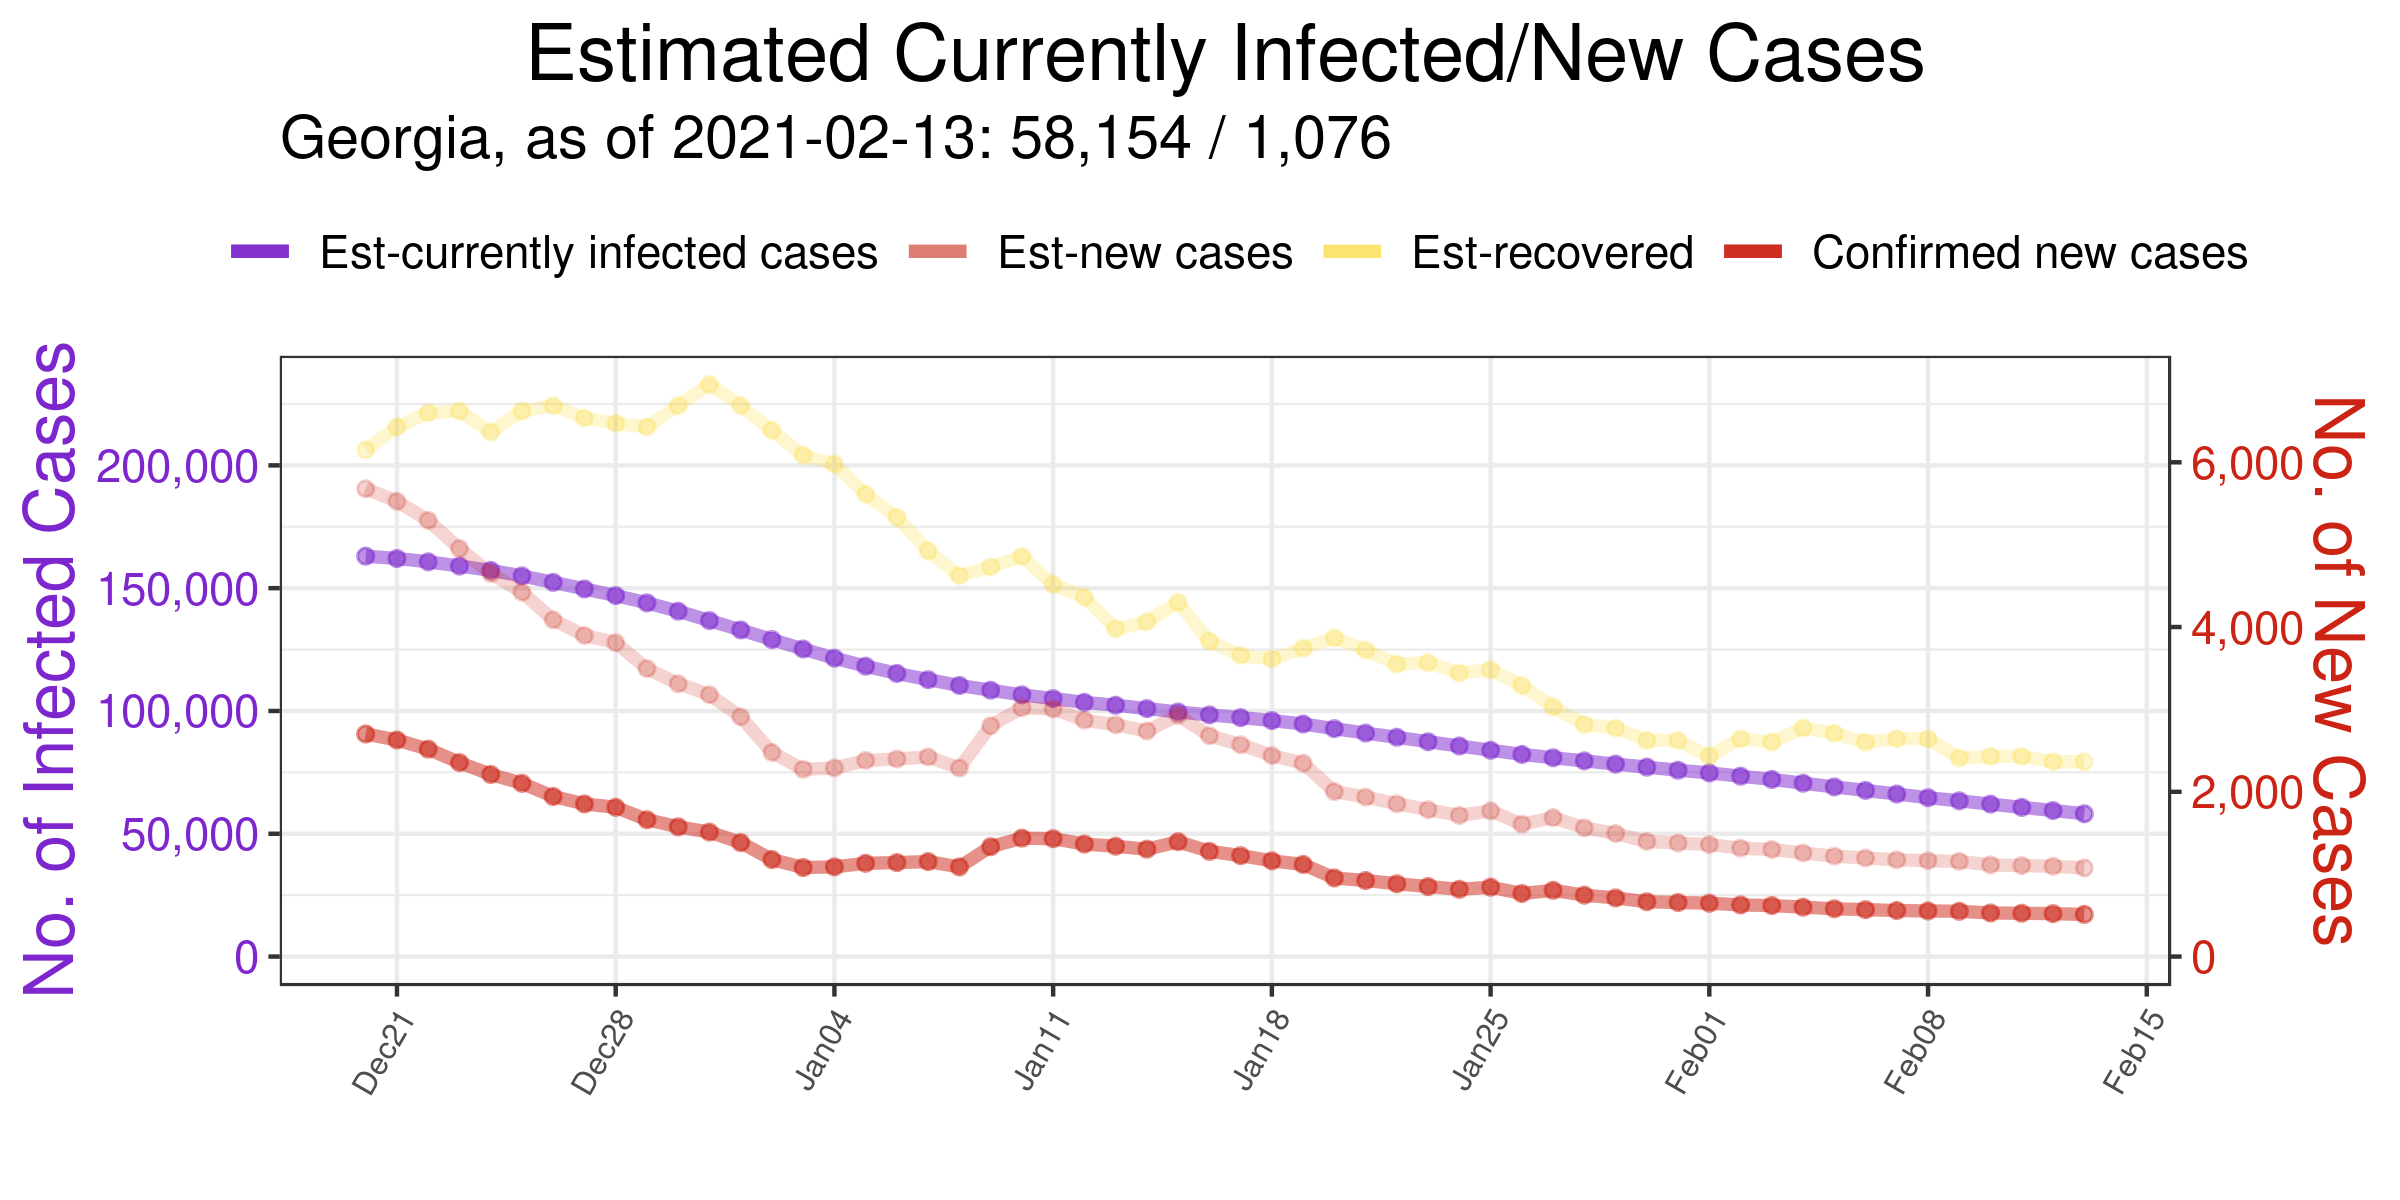 Estimated Currently Infected/New Cases
Georgia, as of 2021-02-13: 58,154 / 1,076
Est-currently infected cases Est-new cases Est-recovered Confirmed new cases
No. of Infected Cases
200,000
150,000
100,000
50,000
0
6,000
4,000
2,000
0
No. of New Cases
Dec21 Dec28 Jan04 Jan11 Jan18 Jan25 Feb01 Feb08 Feb15